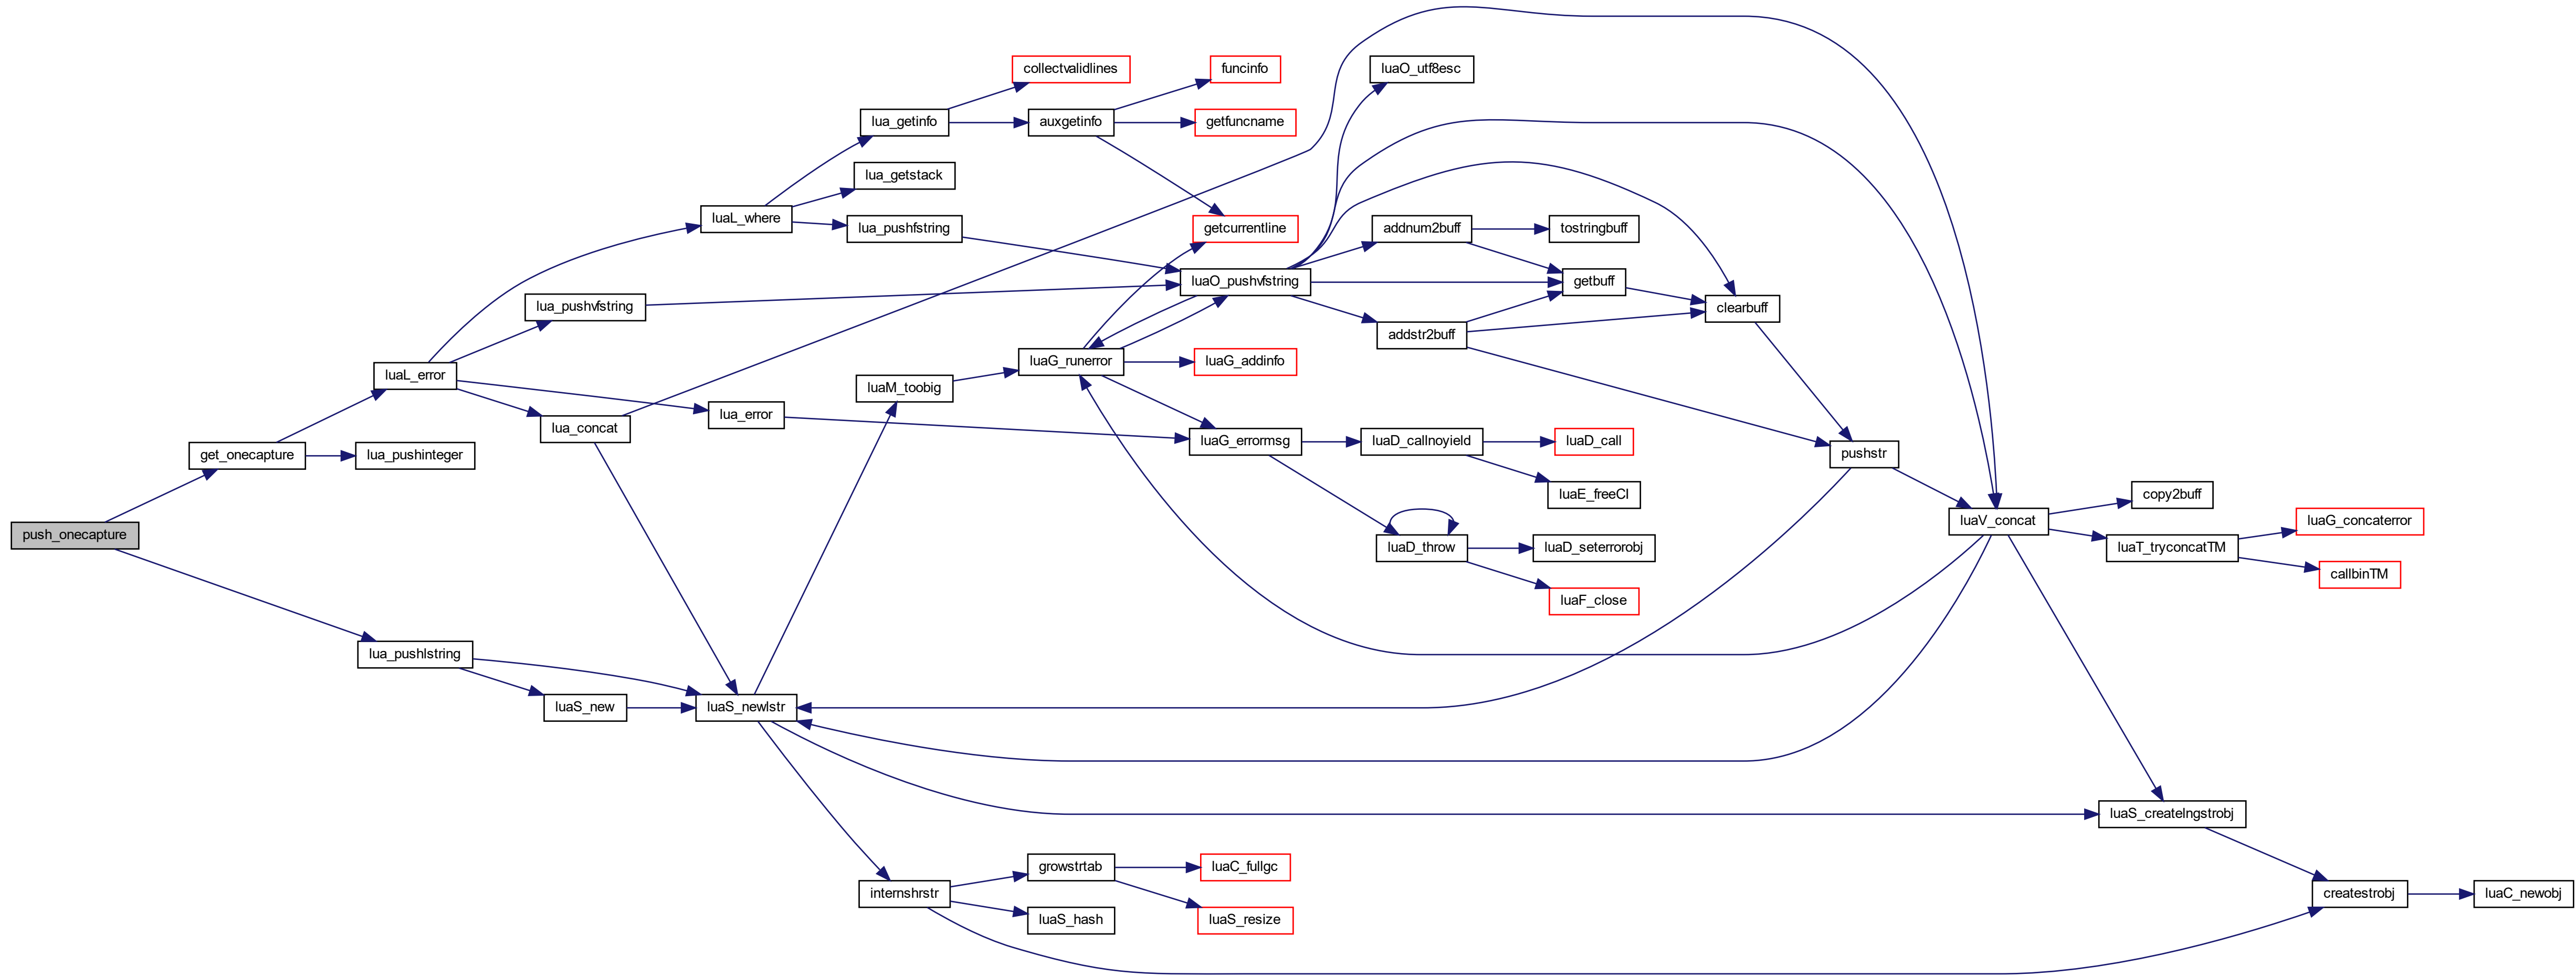 push_onecapture
get_onecapture
lua_pushlstring
luaL_error
lua_pushinteger
luaS_new
lua_pushvfstring
lua_concat
luaL_where
lua_error
luaS_newlstr
lua_getinfo
lua_getstack
lua_pushfstring
luaM_toobig
internshrstr
collectvalidlines
auxgetinfo
luaG_runerror
growstrtab
luaS_hash
funcinfo
getfuncname
getcurrentline
luaO_pushvfstring
luaG_addinfo
luaG_errormsg
luaC_fullgc
luaS_resize
luaO_utf8esc
addnum2buff
addstr2buff
luaD_callnoyield
luaD_throw
tostringbuff
getbuff
luaD_call
luaE_freeCI
luaD_seterrorobj
luaF_close
clearbuff
pushstr
luaV_concat
copy2buff
luaT_tryconcatTM
luaS_createlngstrobj
luaG_concaterror
callbinTM
createstrobj
luaC_newobj